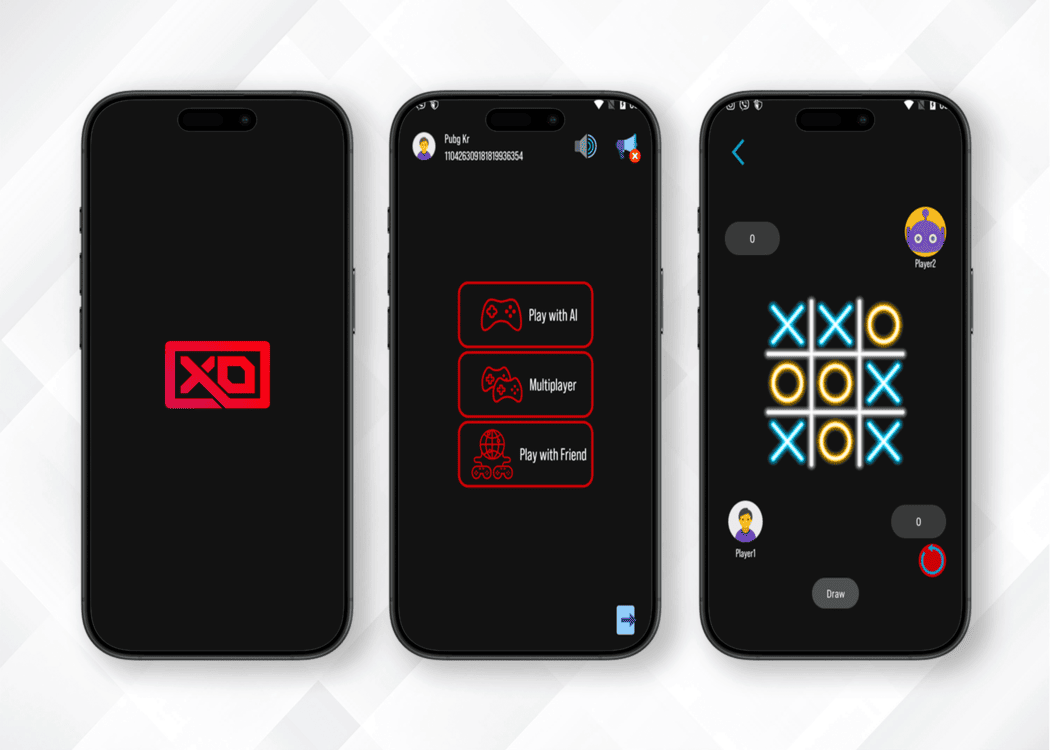 XO
Pubg Kr
110426309181819936354
Play with AI
Multiplayer
Play with Friend
0
Player2
X X O
O O X
X O X
Player1
0
Draw